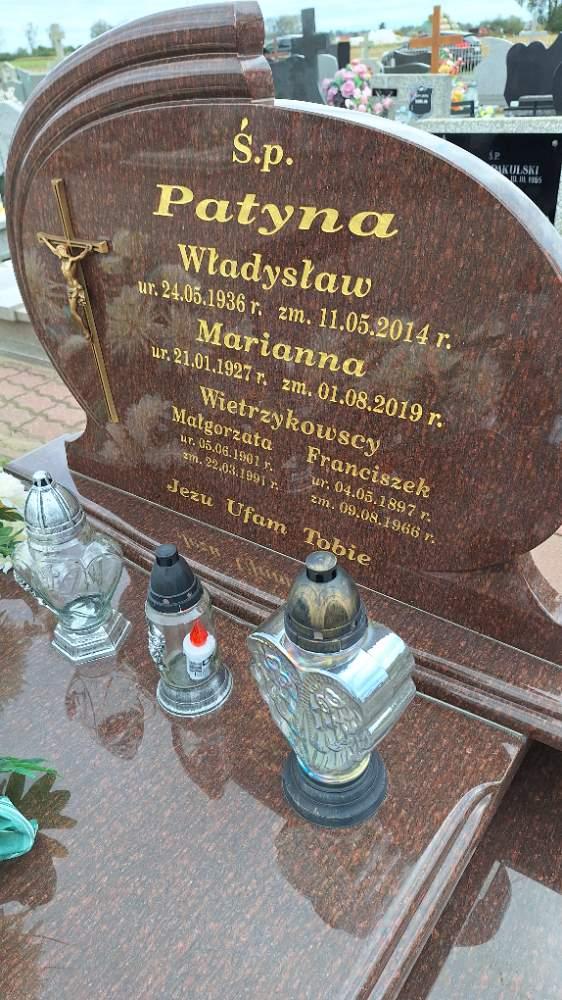 Ś.p.
Patyna
Władysław
ur. 24.05.1936 r. zm. 11.05.2014 r.
Marianna
ur. 21.01.1927 r. zm. 01.08.2019 r.
Wietrzykowscy
Małgorzata Franciszek
ur. 05.06.1901 r. ur. 04.05.1897 r.
zm. 22.03.1991 r. zm. 09.08.1966 r.
Jezu Ufam Tobie
Ś.P.
PAKULSKI